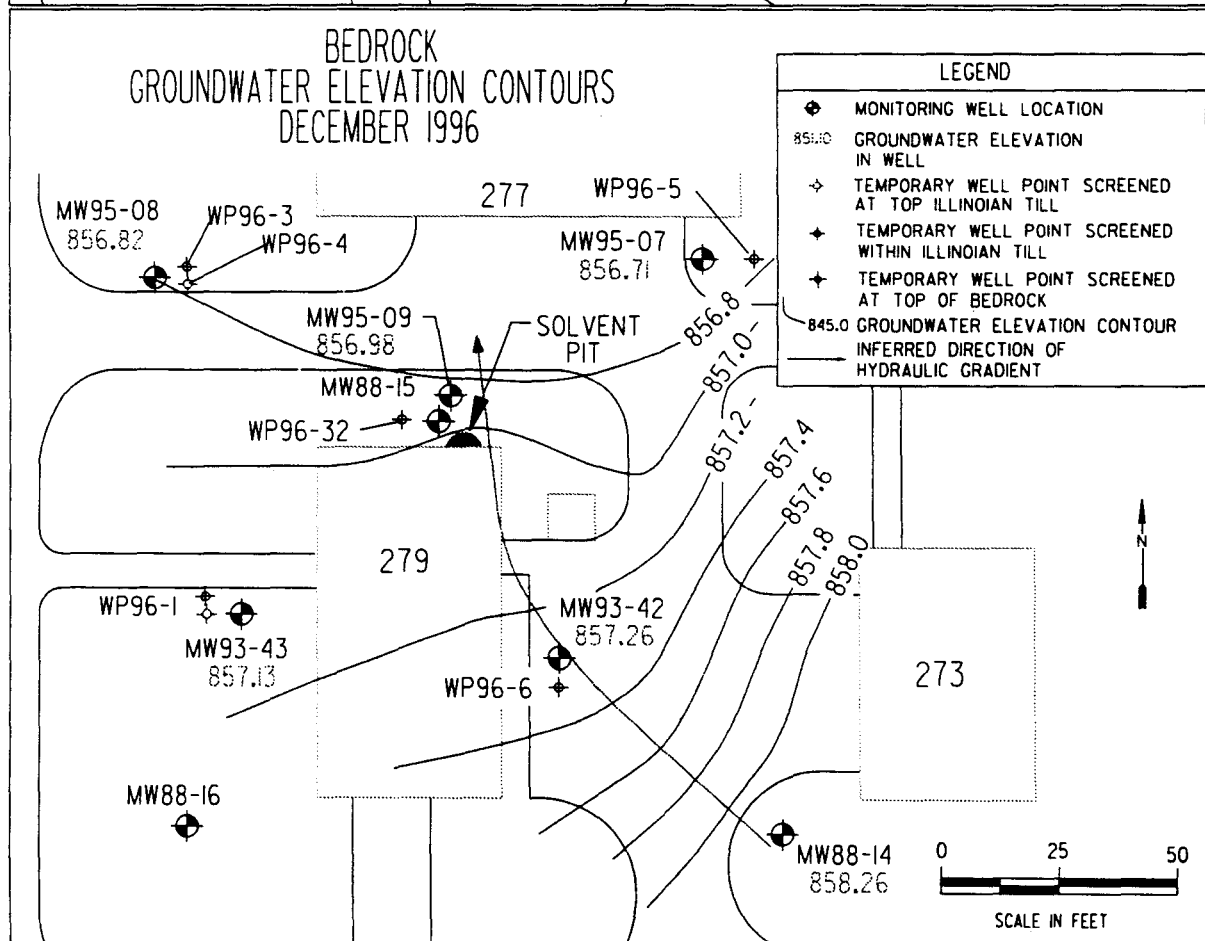 BEDROCK
GROUNDWATER ELEVATION CONTOURS
DECEMBER 1996
LEGEND
MONITORING WELL LOCATION
851.10 GROUNDWATER ELEVATION
IN WELL
TEMPORARY WELL POINT SCREENED
AT TOP ILLINOIAN TILL
TEMPORARY WELL POINT SCREENED
WITHIN ILLINOIAN TILL
TEMPORARY WELL POINT SCREENED
AT TOP OF BEDROCK
845.0 GROUNDWATER ELEVATION CONTOUR
INFERRED DIRECTION OF
HYDRAULIC GRADIENT
277
WP96-5
MW95-08
856.82
WP96-3
WP96-4
MW95-07
856.71
MW95-09
856.98
SOLVENT
PIT
MW88-15
WP96-32
856.8
857.0
857.2
857.4
857.6
857.8
858.0
279
N
WP96-1
MW93-43
857.13
MW93-42
857.26
WP96-6
273
MW88-16
MW88-14
858.26
0 25 50
SCALE IN FEET